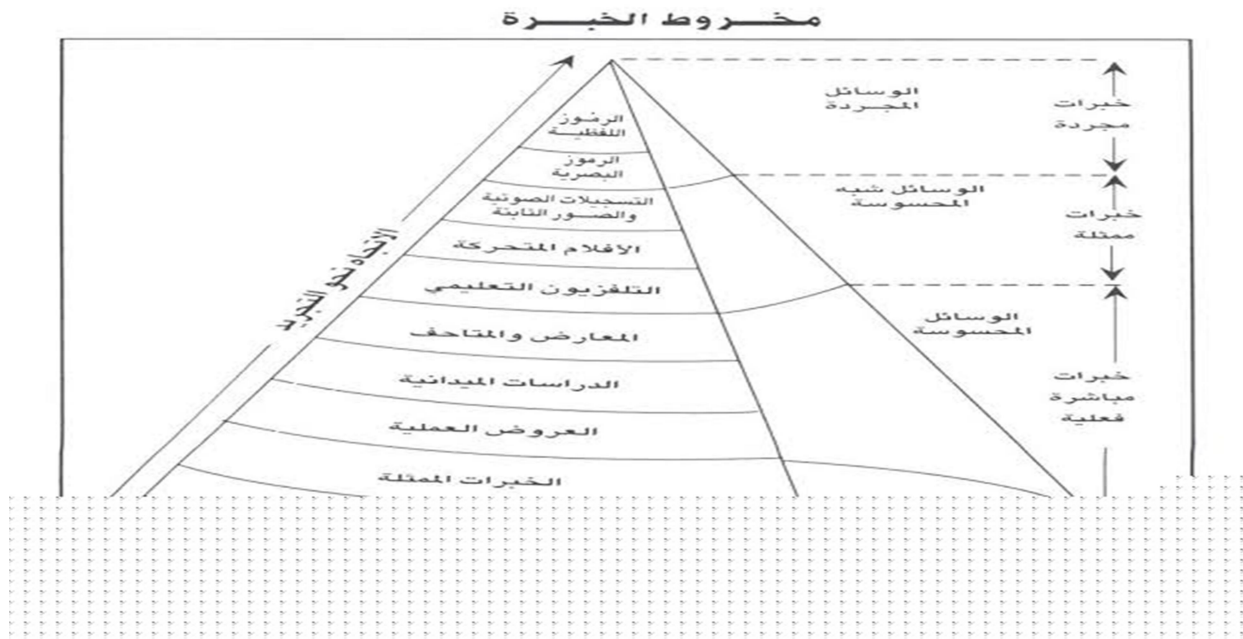 مخروط الخبرة
الرموز
اللفظية
الرموز
البصرية
التسجيلات الصوتية
والصور الثابتة
الأفلام المتحركة
التلفزيون التعليمي
المعارض والمتاحف
الدراسات الميدانية
العروض العملية
الخبرات الممثلة
الاتجاه نحو التجريد
الوسائل
المجردة
الوسائل شبه
المحسوسة
الوسائل
المحسوسة
خبرات
مجردة
خبرات
ممثلة
خبرات
مباشرة
فعلية